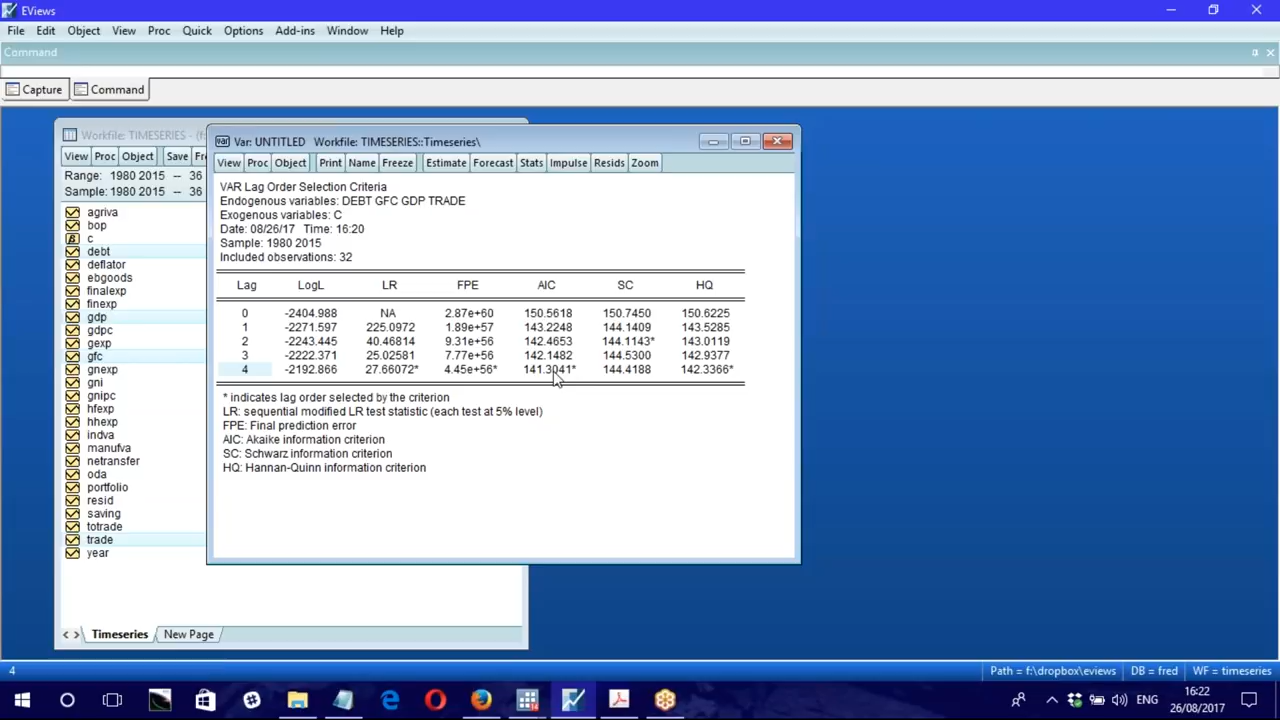 EViews
File Edit Object View Proc Quick Options Add-ins Window Help
Command
Capture Command
Workfile: TIMESERIES - (f:
View Proc Object Save
Range: 1980 2015 -- 36
Sample: 1980 2015 -- 36
agriva
bop
c
debt
deflator
ebgoods
finalexp
finexp
gdp
gdpc
gexp
gfc
gnexp
gni
gnipc
hfexp
hhexp
indva
manufva
netransfer
oda
portfolio
resid
saving
totrade
trade
year
Timeseries New Page
Var: UNTITLED Workfile: TIMESERIES::Timeseries\
View Proc Object Print Name Freeze Estimate Forecast Stats Impulse Resids Zoom
VAR Lag Order Selection Criteria
Endogenous variables: DEBT GFC GDP TRADE
Exogenous variables: C
Date: 08/26/17 Time: 16:20
Sample: 1980 2015
Included observations: 32
Lag LogL LR FPE AIC SC HQ
0 -2404.988 NA 2.87e+60 150.5618 150.7450 150.6225
1 -2271.597 225.0972 1.89e+57 143.2248 144.1409 143.5285
2 -2243.445 40.46814 9.31e+56 142.4653 144.1143* 143.0119
3 -2222.371 25.02581 7.77e+56 142.1482 144.5300 142.9377
4 -2192.866 27.66072* 4.45e+56* 141.3041* 144.4188 142.3366*
* indicates lag order selected by the criterion
LR: sequential modified LR test statistic (each test at 5% level)
FPE: Final prediction error
AIC: Akaike information criterion
SC: Schwarz information criterion
HQ: Hannan-Quinn information criterion
4 Path = f:\dropbox\eviews DB = fred WF = timeseries
ENG 16:22
26/08/2017